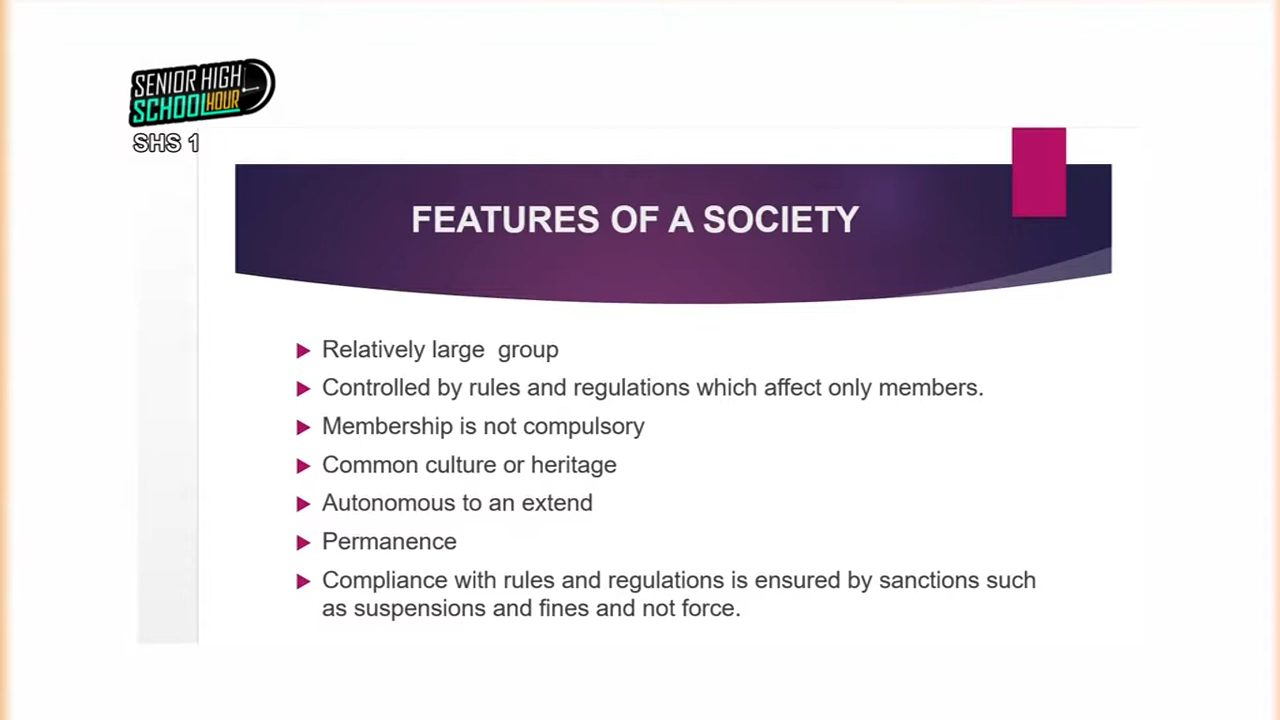 SENIOR HIGH
SCHOOL HOUR
SHS 1
FEATURES OF A SOCIETY
Relatively large group
Controlled by rules and regulations which affect only members.
Membership is not compulsory
Common culture or heritage
Autonomous to an extend
Permanence
Compliance with rules and regulations is ensured by sanctions such
as suspensions and fines and not force.